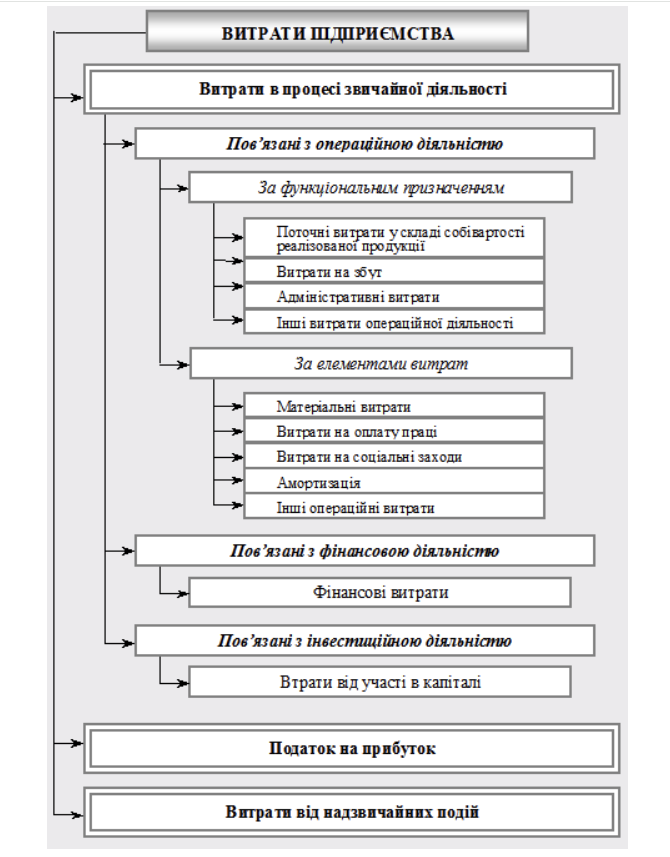 ВИТРАТИ ПІДПРИЄМСТВА
Витрати в процесі звичайної діяльності
Пов’язані з операційною діяльністю
За функціональним призначенням
Поточні витрати у складі собівартості
реалізованої продукції
Витрати на збут
Адміністративні витрати
Інші витрати операційної діяльності
За елементами витрат
Матеріальні витрати
Витрати на оплату праці
Витрати на соціальні заходи
Амортизація
Інші операційні витрати
Пов’язані з фінансовою діяльністю
Фінансові витрати
Пов’язані з інвестиційною діяльністю
Втрати від участі в капіталі
Податок на прибуток
Витрати від надзвичайних подій